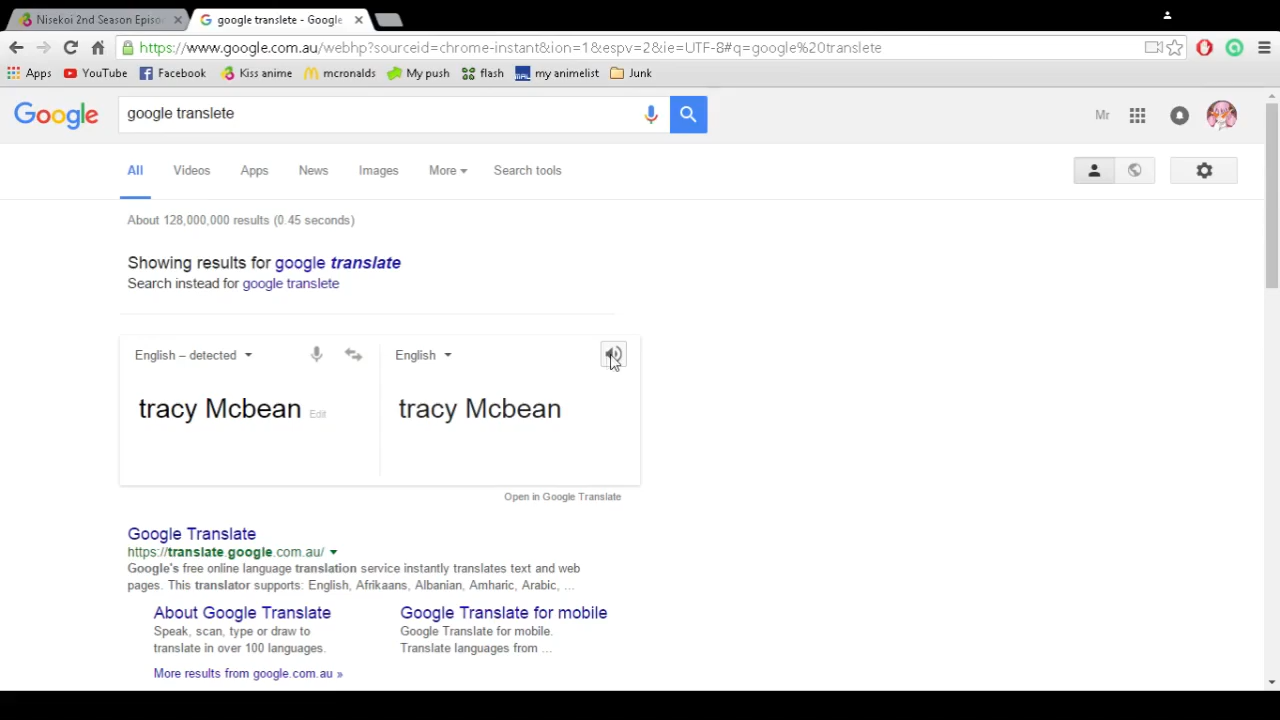 Nisekoi 2nd Season Episo
google translete - Google
https://www.google.com.au/webhp?sourceid=chrome-instant&ion=1&espv=2&ie=UTF-8#q=google%20translete
Apps YouTube Facebook Kiss anime mcronalds My push flash my animelist Junk
Google google translete Mr
All Videos Apps News Images More Search tools
About 128,000,000 results (0.45 seconds)
Showing results for google translate
Search instead for google translete
English – detected English
tracy Mcbean Edit tracy Mcbean
Open in Google Translate
Google Translate
https://translate.google.com.au/
Google's free online language translation service instantly translates text and web
pages. This translator supports: English, Afrikaans, Albanian, Amharic, Arabic, ...
About Google Translate Google Translate for mobile
Speak, scan, type or draw to Google Translate for mobile.
translate in over 100 languages. Translate languages from ...
More results from google.com.au »